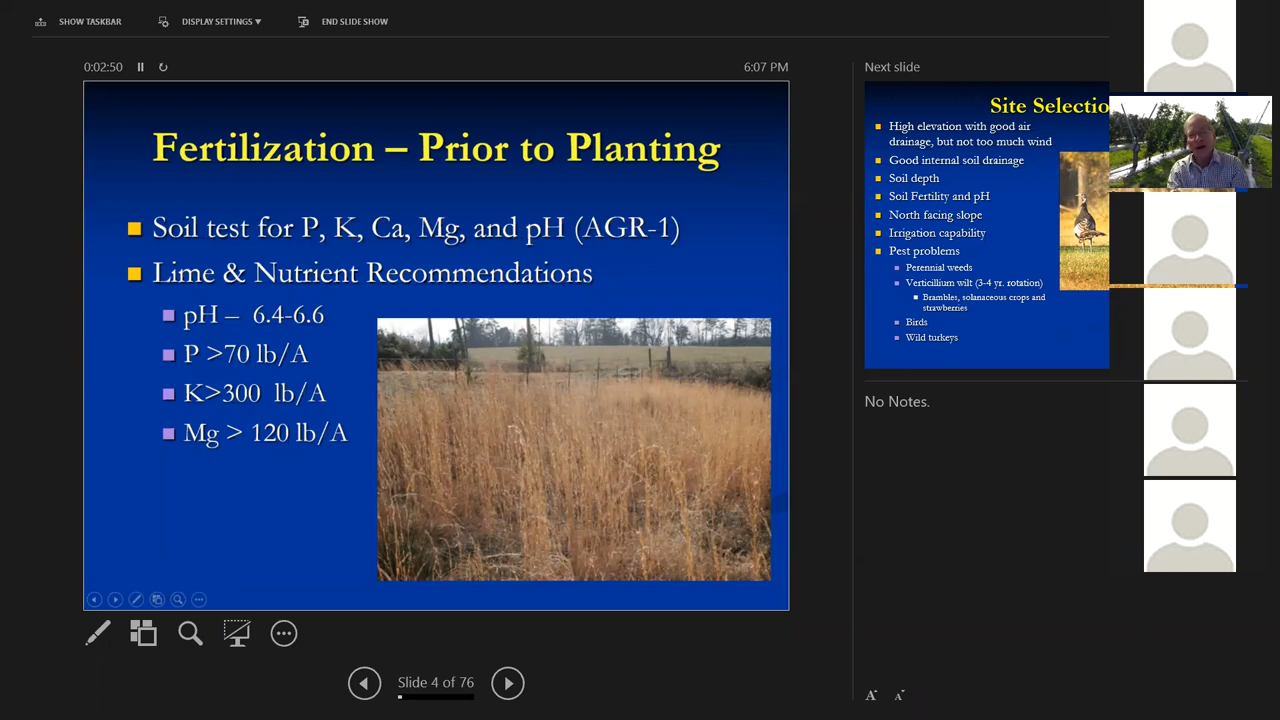 SHOW TASKBAR
DISPLAY SETTINGS ▼
END SLIDE SHOW
0:02:50
6:07 PM
Fertilization – Prior to Planting
Soil test for P, K, Ca, Mg, and pH (AGR-1)
Lime & Nutrient Recommendations
pH – 6.4-6.6
P >70 lb/A
K>300 lb/A
Mg > 120 lb/A
Slide 4 of 76
Next slide
Site Selectio
High elevation with good air
drainage, but not too much wind
Good internal soil drainage
Soil depth
Soil Fertility and pH
North facing slope
Irrigation capability
Pest problems
Perennial weeds
Verticillium wilt (3-4 yr. rotation)
Brambles, solanaceous crops and
strawberries
Birds
Wild turkeys
No Notes.
A A